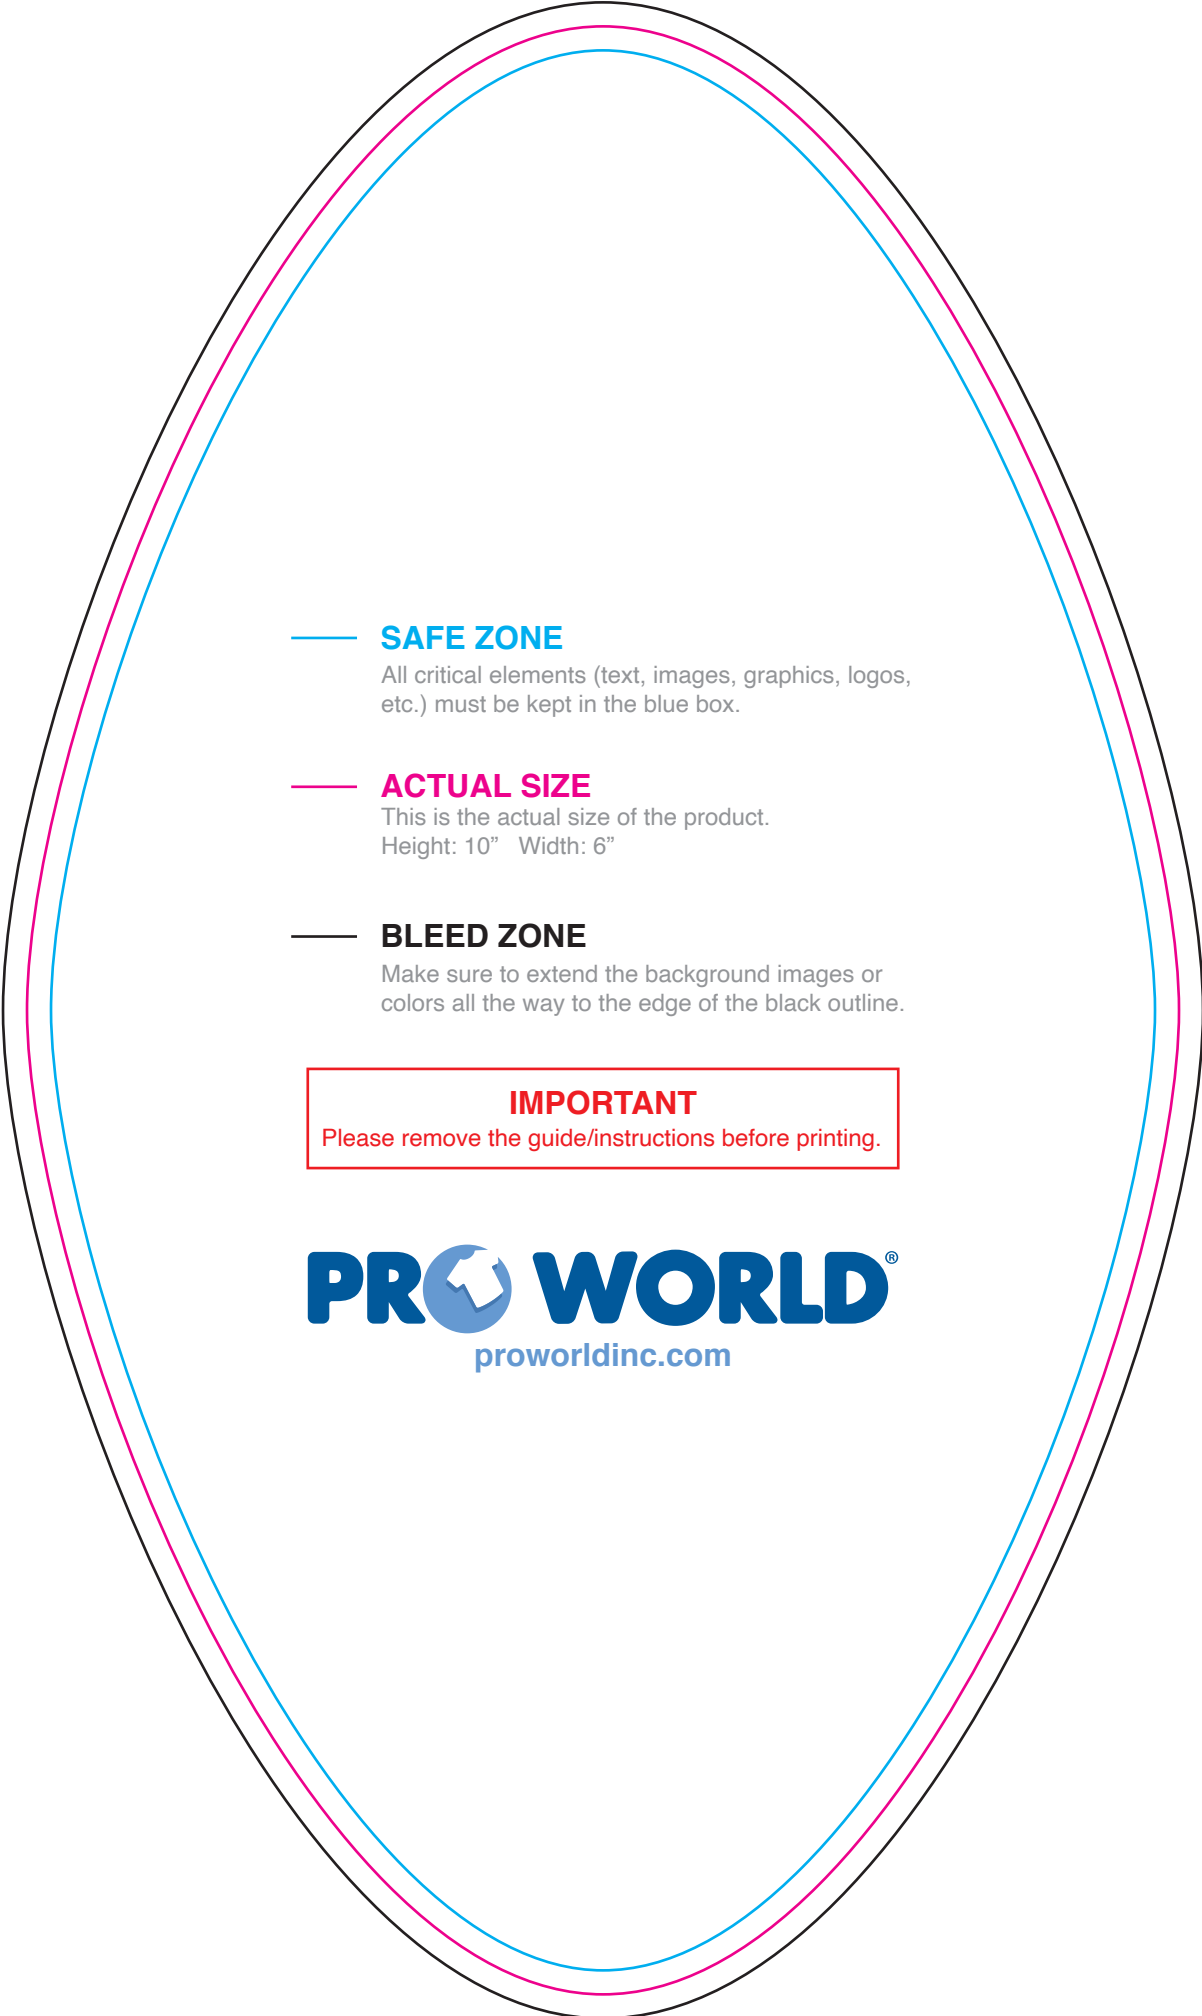 SAFE ZONE
All critical elements (text, images, graphics, logos,
etc.) must be kept in the blue box.
ACTUAL SIZE
This is the actual size of the product.
Height: 10”   Width: 6”
BLEED ZONE
Make sure to extend the background images or
colors all the way to the edge of the black outline.
IMPORTANT
Please remove the guide/instructions before printing.
PRO WORLD®
proworldinc.com